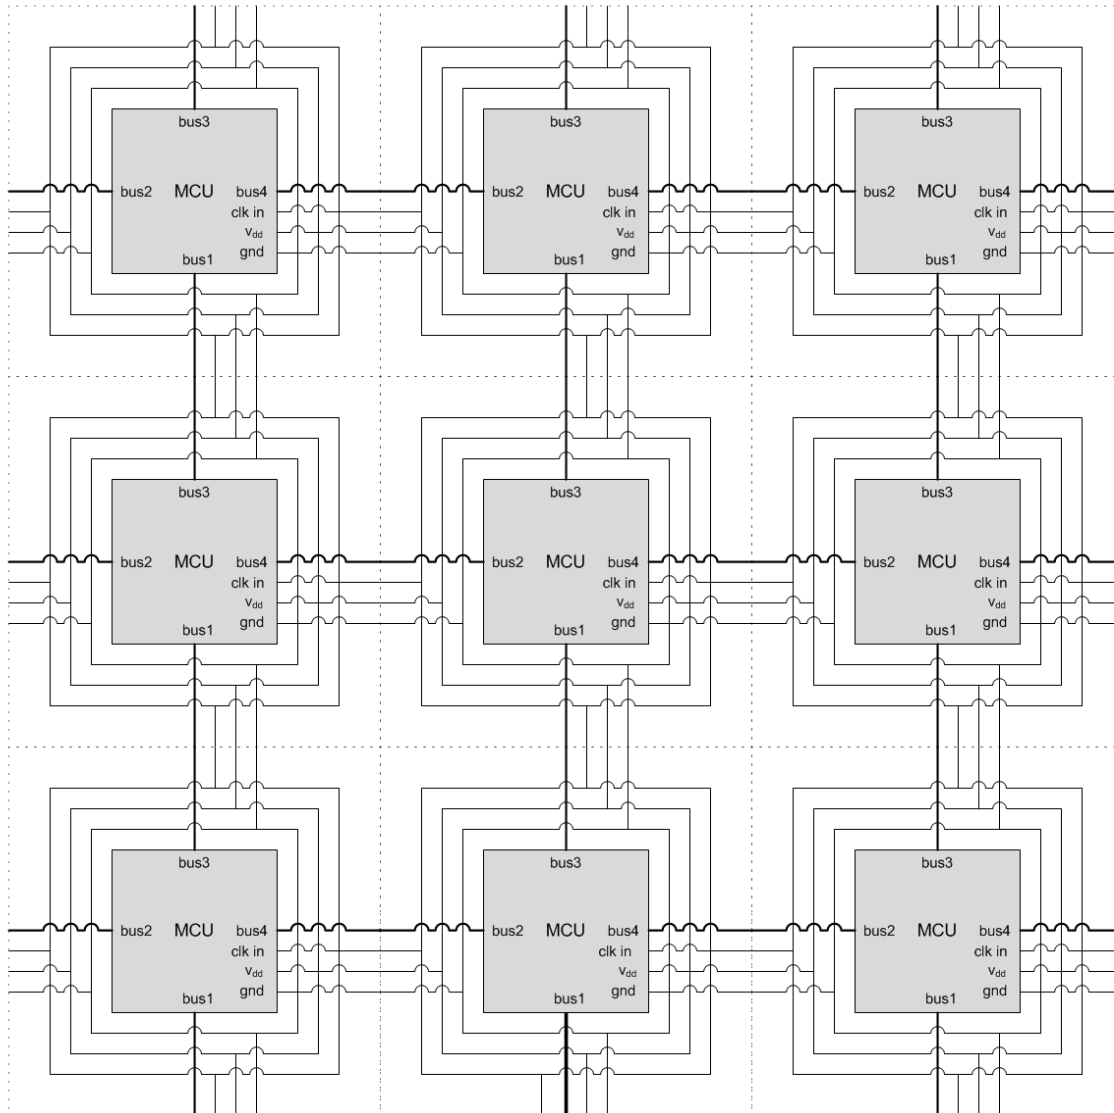 bus3 bus3 bus3
bus2 MCU bus4 bus2 MCU bus4 bus2 MCU bus4
clk in clk in clk in
vdd vdd vdd
gnd gnd gnd
bus1 bus1 bus1
bus3 bus3 bus3
bus2 MCU bus4 bus2 MCU bus4 bus2 MCU bus4
clk in clk in clk in
vdd vdd vdd
gnd gnd gnd
bus1 bus1 bus1
bus3 bus3 bus3
bus2 MCU bus4 bus2 MCU bus4 bus2 MCU bus4
clk in clk in clk in
vdd vdd vdd
gnd gnd gnd
bus1 bus1 bus1